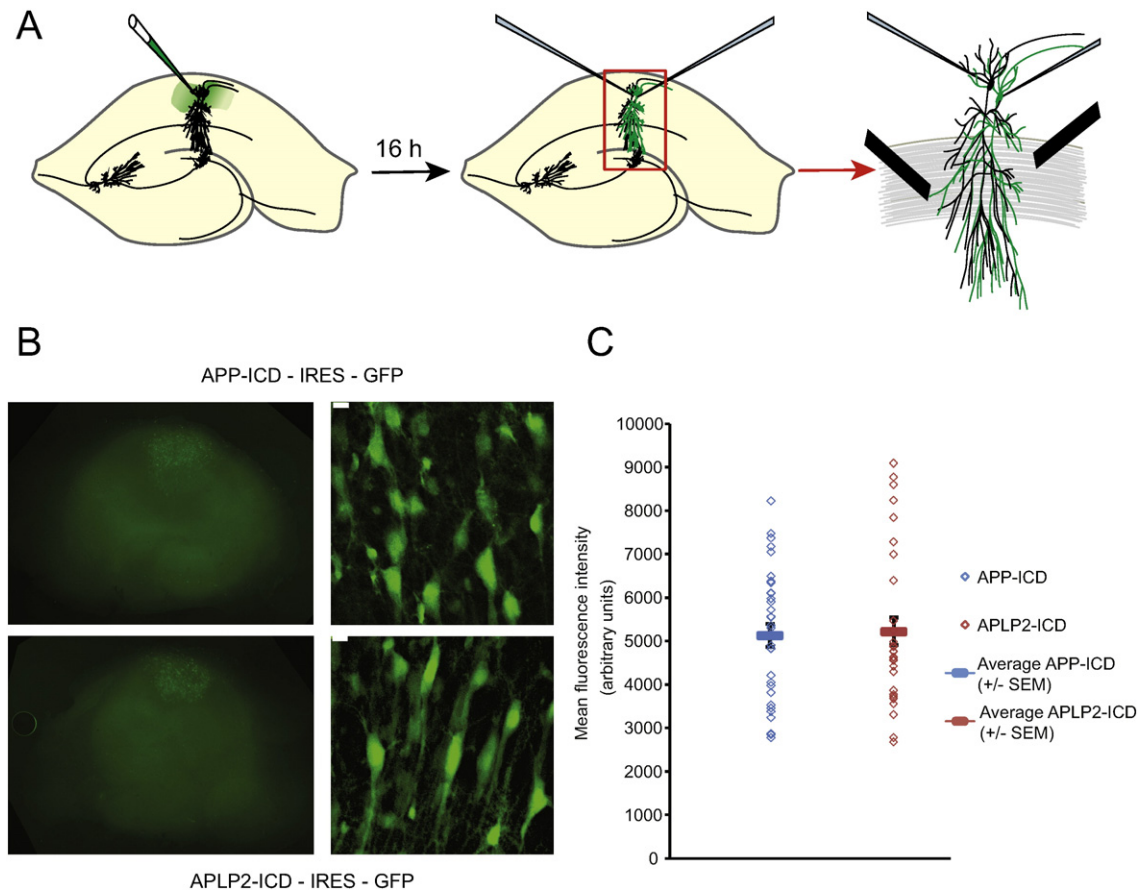 A
16 h
B
APP-ICD - IRES - GFP
APLP2-ICD - IRES - GFP
C
Mean fluorescence intensity
(arbitrary units)
10000
9000
8000
7000
6000
5000
4000
3000
2000
1000
0
APP-ICD
APLP2-ICD
Average APP-ICD
(+/- SEM)
Average APLP2-ICD
(+/- SEM)